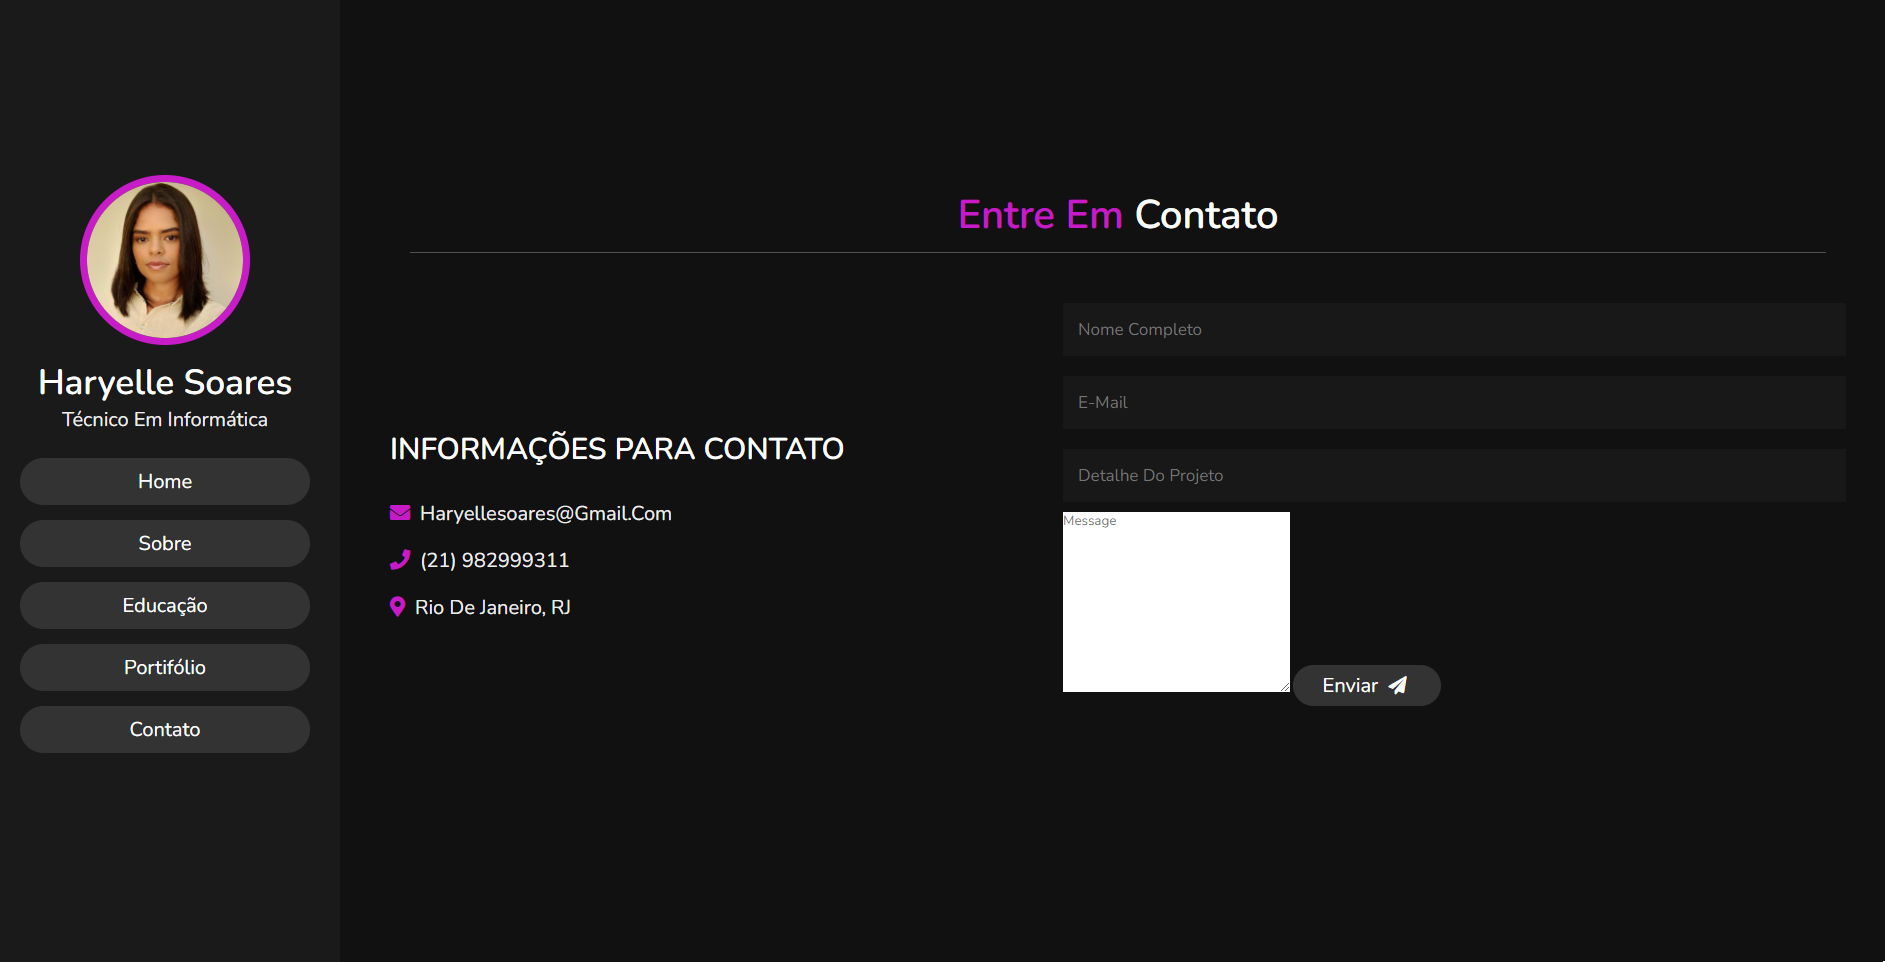 Haryelle Soares
Técnico Em Informática
Home
Sobre
Educação
Portifólio
Contato
Entre Em Contato
INFORMAÇÕES PARA CONTATO
Haryellesoares@Gmail.Com
(21) 982999311
Rio De Janeiro, RJ
Nome Completo
E-Mail
Detalhe Do Projeto
Message
Enviar